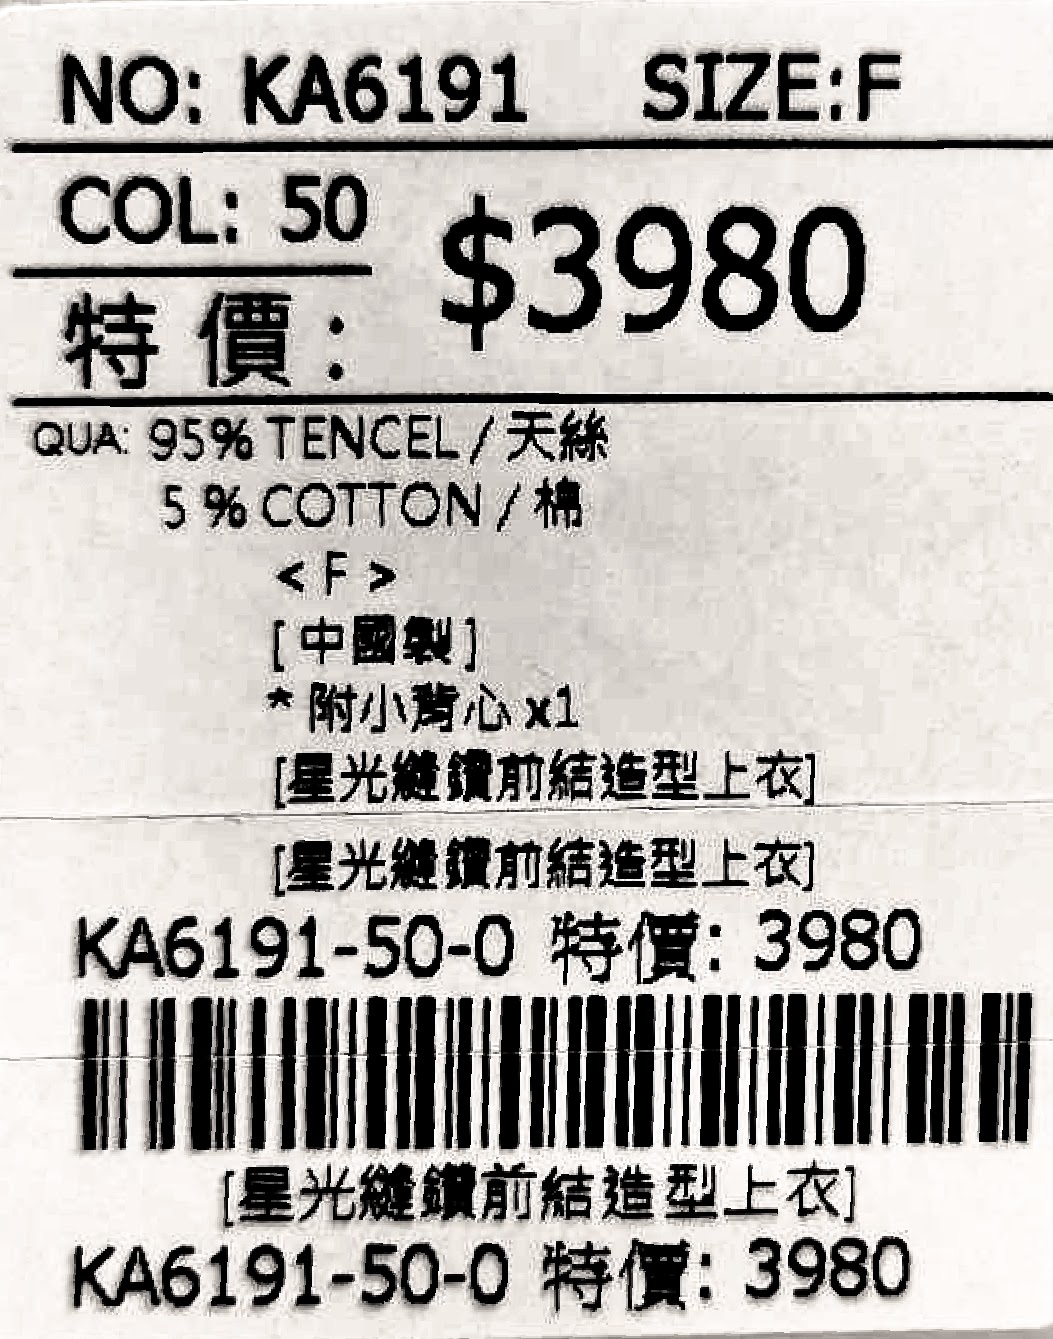 NO: KA6191 SIZE:F
COL: 50
$3980
特價:
QUA: 95% TENCEL / 天絲
5 % COTTON / 棉
< F >
[中國製]
* 附小背心 x1
[星光縫鑽前結造型上衣]
[星光縫鑽前結造型上衣]
KA6191-50-0 特價: 3980
[星光縫鑽前結造型上衣]
KA6191-50-0 特價: 3980